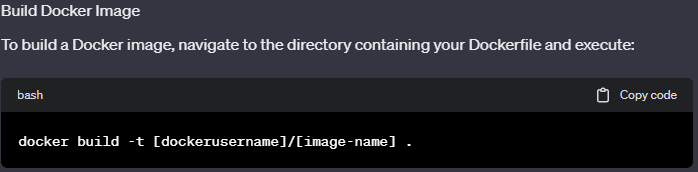 Build Docker Image
To build a Docker image, navigate to the directory containing your Dockerfile and execute:
bash
Copy code
docker build -t [dockerusername]/[image-name] .